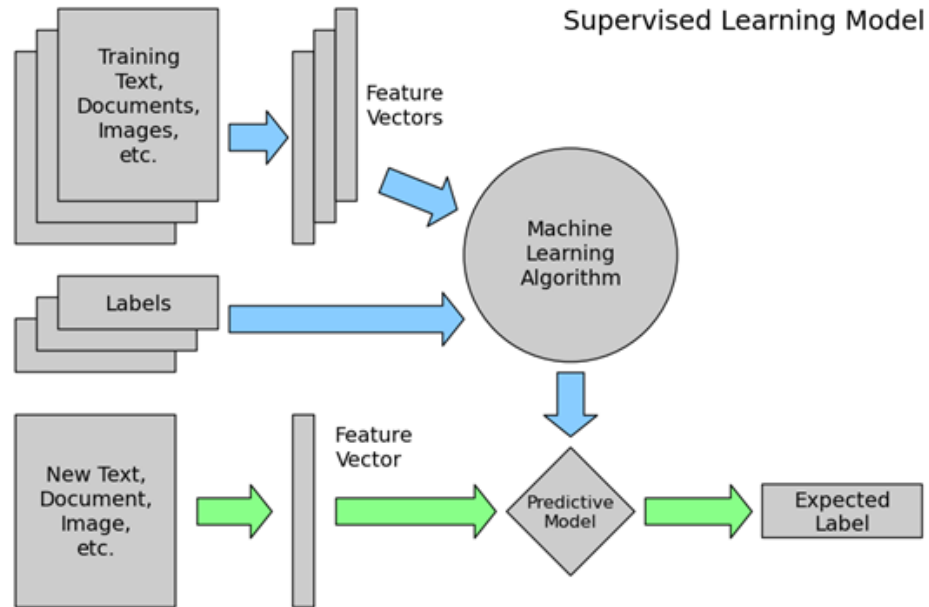 Supervised Learning Model
Training
Text,
Documents,
Images,
etc.
Feature
Vectors
Machine
Learning
Algorithm
Labels
New Text,
Document,
Image,
etc.
Feature
Vector
Predictive
Model
Expected
Label